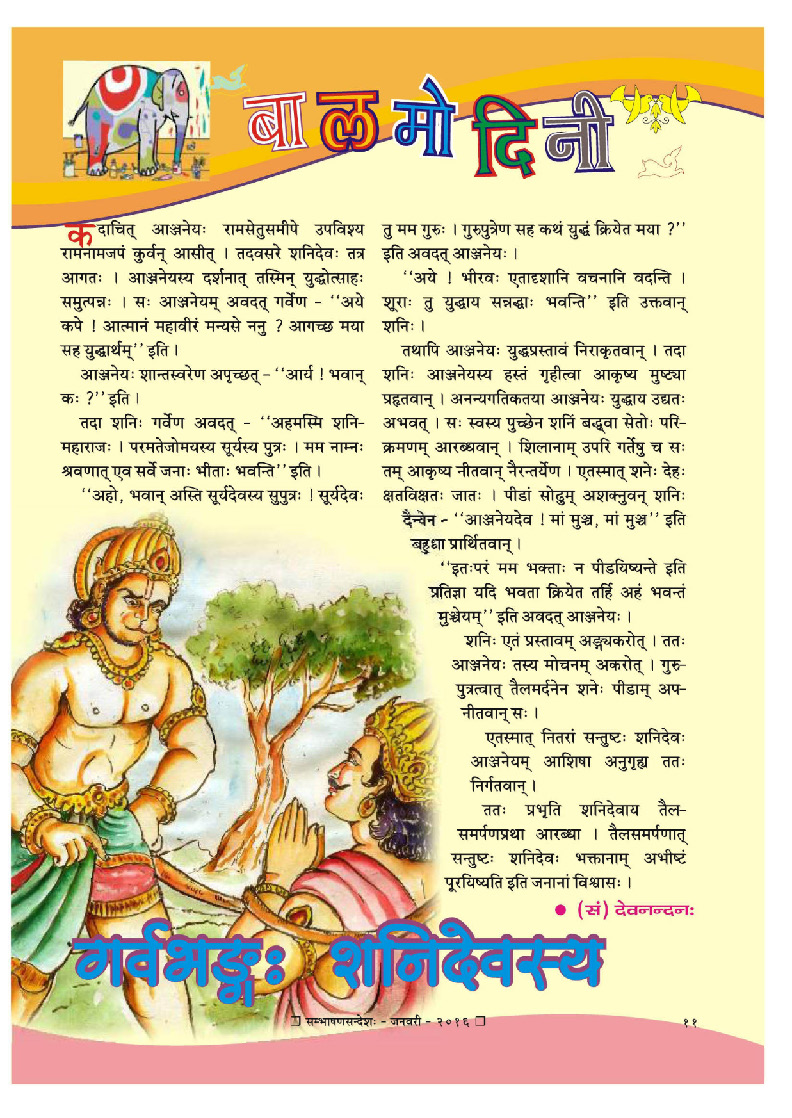 बालमोदिनी
कदाचित् आञ्जनेयः रामसेतुसमीपे उपविश्य
रामनामजपं कुर्वन् आसीत् । तदवसरे शनिदेवः तत्र
आगतः । आञ्जनेयस्य दर्शनात् तस्मिन् युद्धोत्साहः
समुत्पन्नः । सः आञ्जनेयम् अवदत् गर्वेण - ‘‘अये
कपे ! आत्मानं महावीरं मन्यसे ननु ? आगच्छ मया
सह युद्धार्थम्’’ इति ।
आञ्जनेयः शान्तस्वरेण अपृच्छत् - ‘‘आर्य ! भवान्
कः ?’’ इति ।
तदा शनिः गर्वेण अवदत् - ‘‘अहमस्मि शनि-
महाराजः । परमतेजोमयस्य सूर्यस्य पुत्रः । मम नाम्नः
श्रवणात् एव सर्वे जनाः भीताः भवन्ति’’ इति ।
‘‘अहो, भवान् अस्ति सूर्यदेवस्य सुपुत्रः ! सूर्यदेवः
तु मम गुरुः । गुरुपुत्रेण सह कथं युद्धं क्रियेत मया ?’’
इति अवदत् आञ्जनेयः ।
‘‘अये ! भीरवः एतादृशानि वचनानि वदन्ति ।
शूराः तु युद्धाय सन्नद्धाः भवन्ति’’ इति उक्तवान्
शनिः ।
तथापि आञ्जनेयः युद्धप्रस्तावं निराकृतवान् । तदा
शनिः आञ्जनेयस्य हस्तं गृहीत्वा आकृष्य मुष्ट्या
प्रहृतवान् । अनन्यगतिकतया आञ्जनेयः युद्धाय उद्यतः
अभवत् । सः स्वस्य पुच्छेन शनिं बद्ध्वा सेतोः परि-
क्रमणम् आरब्धवान् । शिलानाम् उपरि गर्तेषु च सः
तम् आकृष्य नीतवान् नैरन्तर्येण । एतस्मात् शनेः देहः
क्षतविक्षतः जातः । पीडां सोढुम् अशक्नुवन् शनिः
दैन्येन - ‘‘आञ्जनेयदेव ! मां मुञ्च, मां मुञ्च’’ इति
बहुधा प्रार्थितवान् ।
‘‘इतःपरं मम भक्ताः न पीडयिष्यन्ते इति
प्रतिज्ञा यदि भवता क्रियेत तर्हि अहं भवन्तं
मुञ्चेयम्’’ इति अवदत् आञ्जनेयः ।
शनिः एतं प्रस्तावम् अङ्ग्यकरोत् । ततः
आञ्जनेयः तस्य मोचनम् अकरोत् । गुरु-
पुत्रत्वात् तैलमर्दनेन शनेः पीडाम् अप-
नीतवान् सः ।
एतस्मात् नितरां सन्तुष्टः शनिदेवः
आञ्जनेयम् आशिषा अनुगृह्य ततः
निर्गतवान् ।
ततः प्रभृति शनिदेवाय तैल-
समर्पणप्रथा आरब्धा । तैलसमर्पणात्
सन्तुष्टः शनिदेवः भक्तानाम् अभीष्टं
पूरयिष्यति इति जनानां विश्वासः ।
● (सं) देवनन्दनः
गर्वभङ्गः शनिदेवस्य
❐ सम्भाषणसन्देशः - जनवरी - २०१६ ❐
११